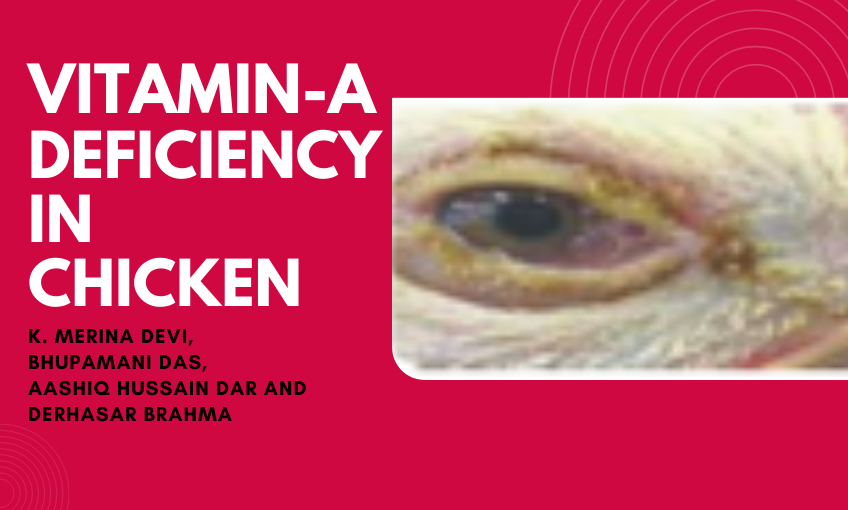 VITAMIN-A
DEFICIENCY
IN
CHICKEN
K. MERINA DEVI,
BHUPAMANI DAS,
AASHIQ HUSSAIN DAR AND
DERHASAR BRAHMA